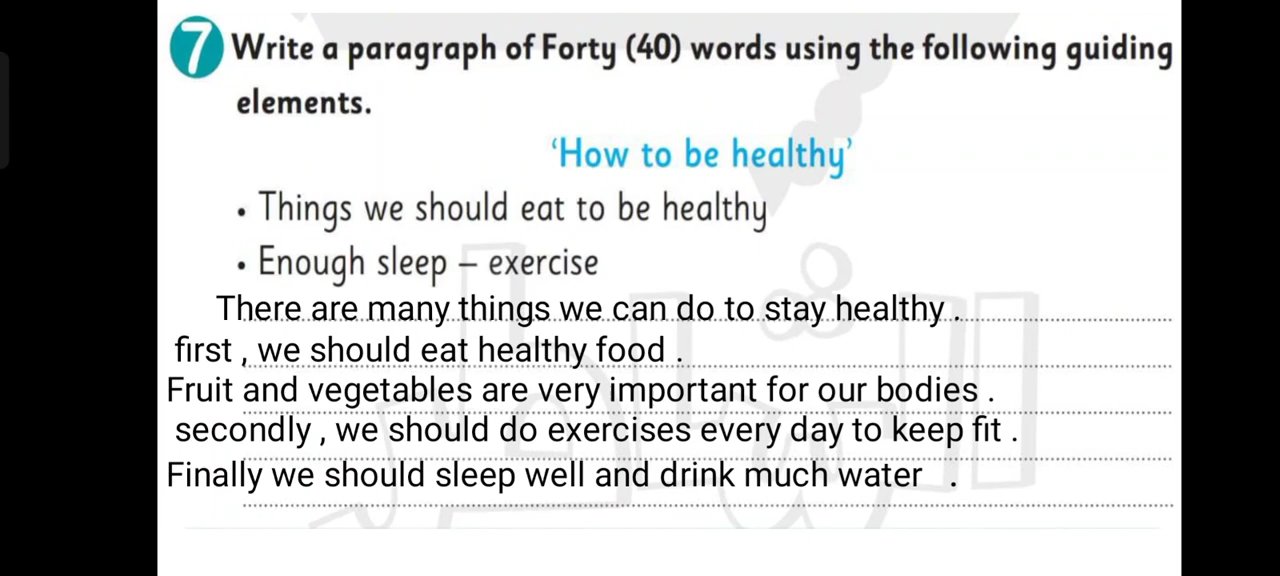 7 Write a paragraph of Forty (40) words using the following guiding
elements.
‘How to be healthy’
• Things we should eat to be healthy
• Enough sleep – exercise
There are many things we can do to stay healthy .
first , we should eat healthy food .
Fruit and vegetables are very important for our bodies .
secondly , we should do exercises every day to keep fit .
Finally we should sleep well and drink much water .